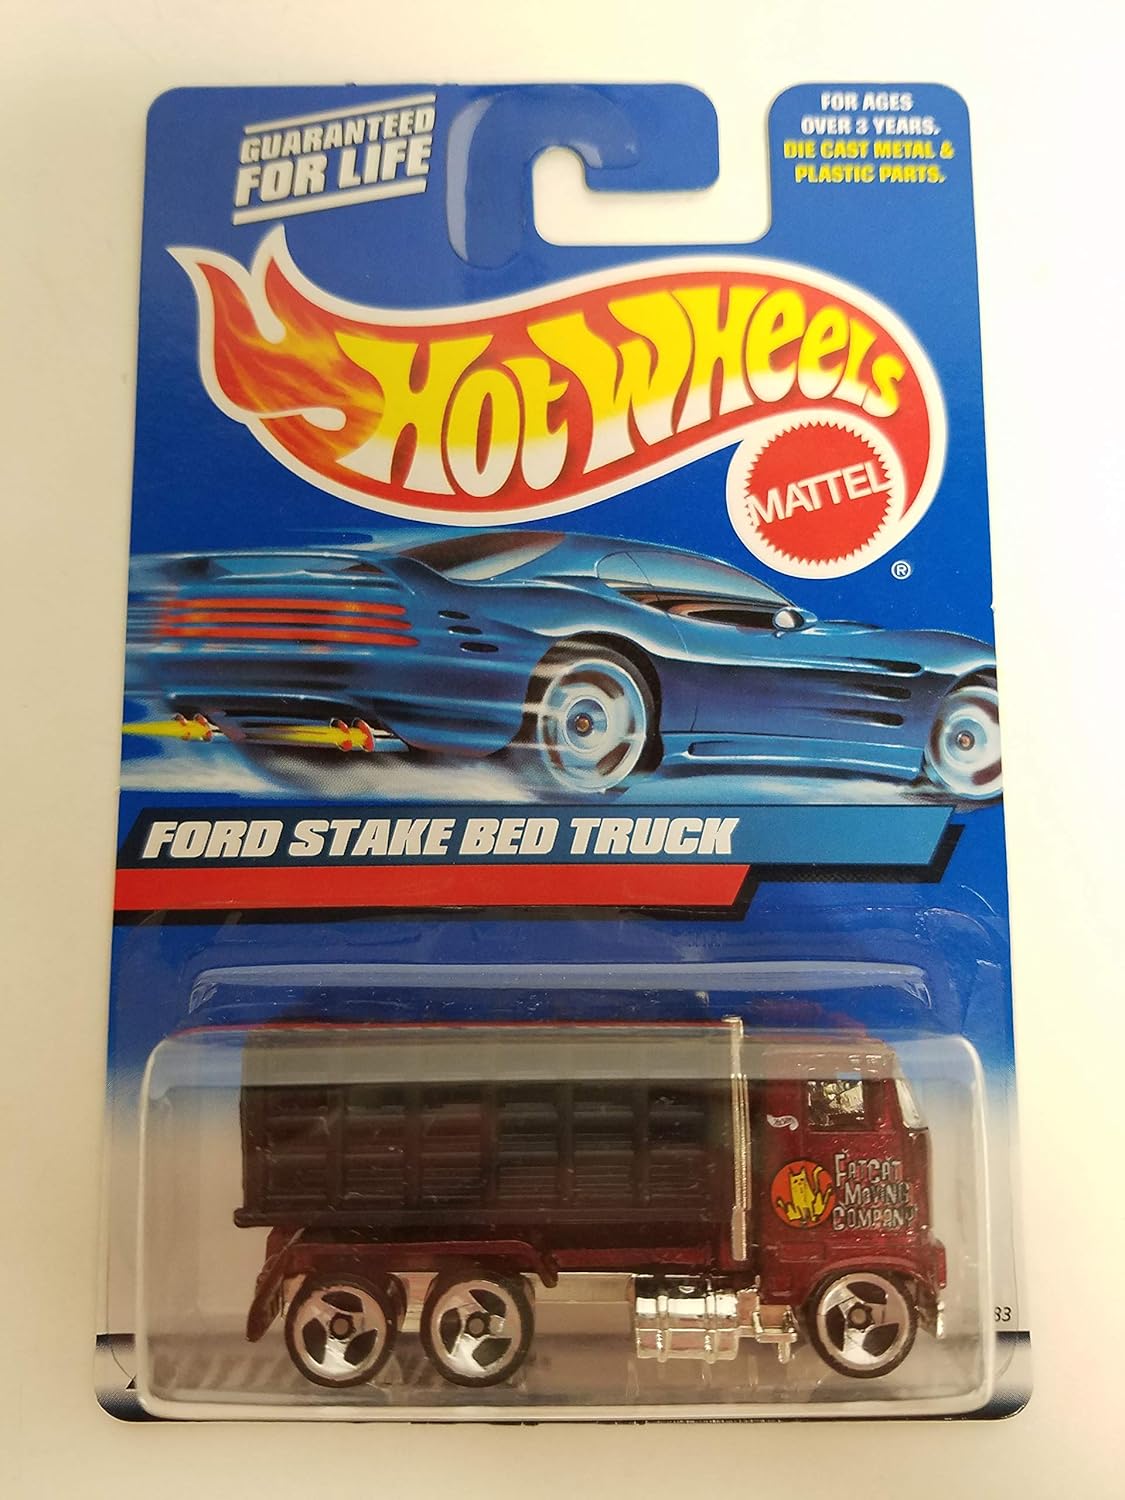 GUARANTEED
FOR LIFE
FOR AGES
OVER 3 YEARS.
DIE CAST METAL &
PLASTIC PARTS.
HOT WHEELS
MATTEL
®
FORD STAKE BED TRUCK
FATCAT
MOVING
COMPANY